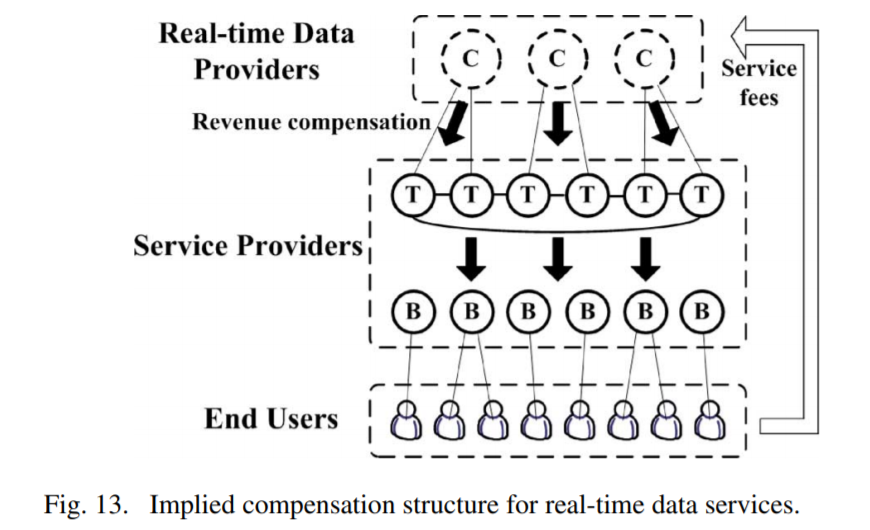 Real-time Data
Providers
C C C
Service
fees
Revenue compensation
T T T T T T
Service Providers
B B B B B B
End Users
Fig. 13. Implied compensation structure for real-time data services.